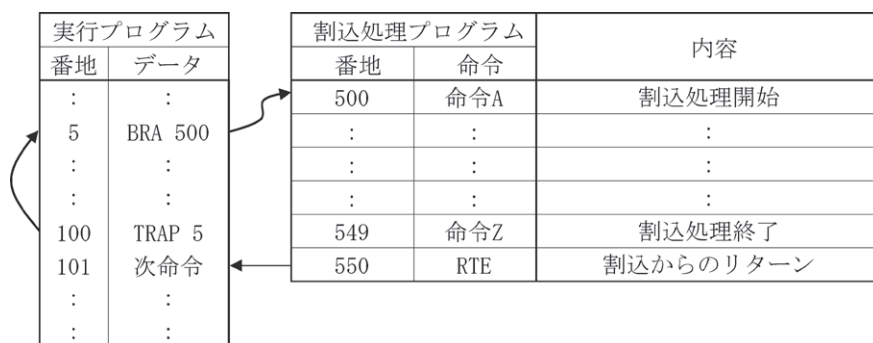 実行プログラム 割込処理プログラム 内容
番地 データ 番地 命令
: : 500 命令A 割込処理開始
5 BRA 500 : : :
: : : : :
: : : : :
100 TRAP 5 549 命令Z 割込処理終了
101 次命令 550 RTE 割込からのリターン
: :
: :